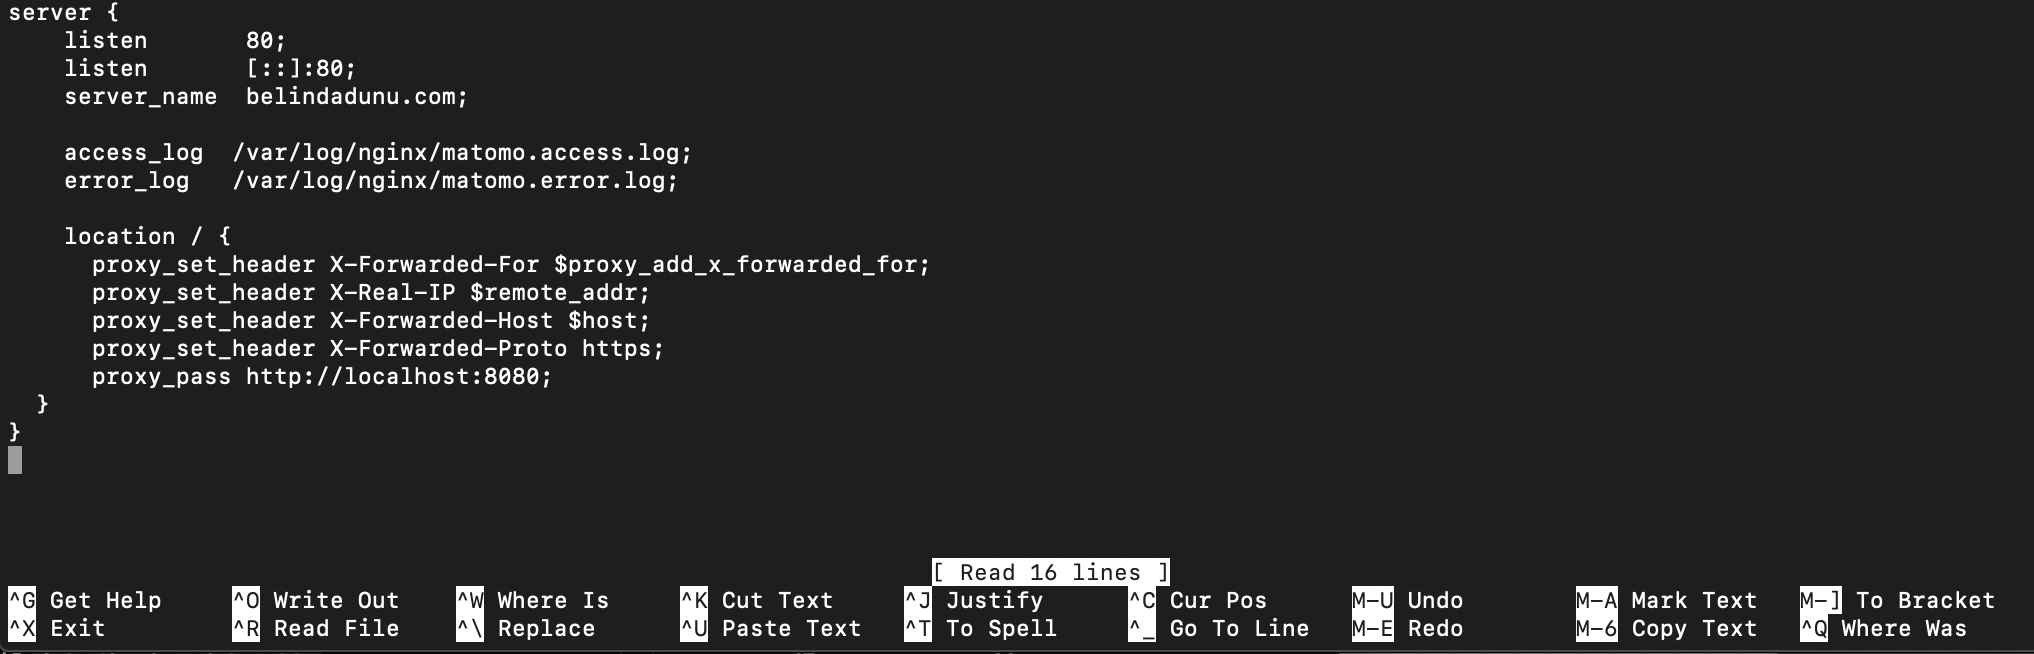 server {
    listen       80;
    listen       [::]:80;
    server_name  belindadunu.com;

    access_log  /var/log/nginx/matomo.access.log;
    error_log   /var/log/nginx/matomo.error.log;

    location / {
      proxy_set_header X-Forwarded-For $proxy_add_x_forwarded_for;
      proxy_set_header X-Real-IP $remote_addr;
      proxy_set_header X-Forwarded-Host $host;
      proxy_set_header X-Forwarded-Proto https;
      proxy_pass http://localhost:8080;
  }
}
[ Read 16 lines ]
^G Get Help ^O Write Out ^W Where Is ^K Cut Text ^J Justify ^C Cur Pos M-U Undo M-A Mark Text M-] To Bracket
^X Exit ^R Read File ^\ Replace ^U Paste Text ^T To Spell ^_ Go To Line M-E Redo M-6 Copy Text ^Q Where Was